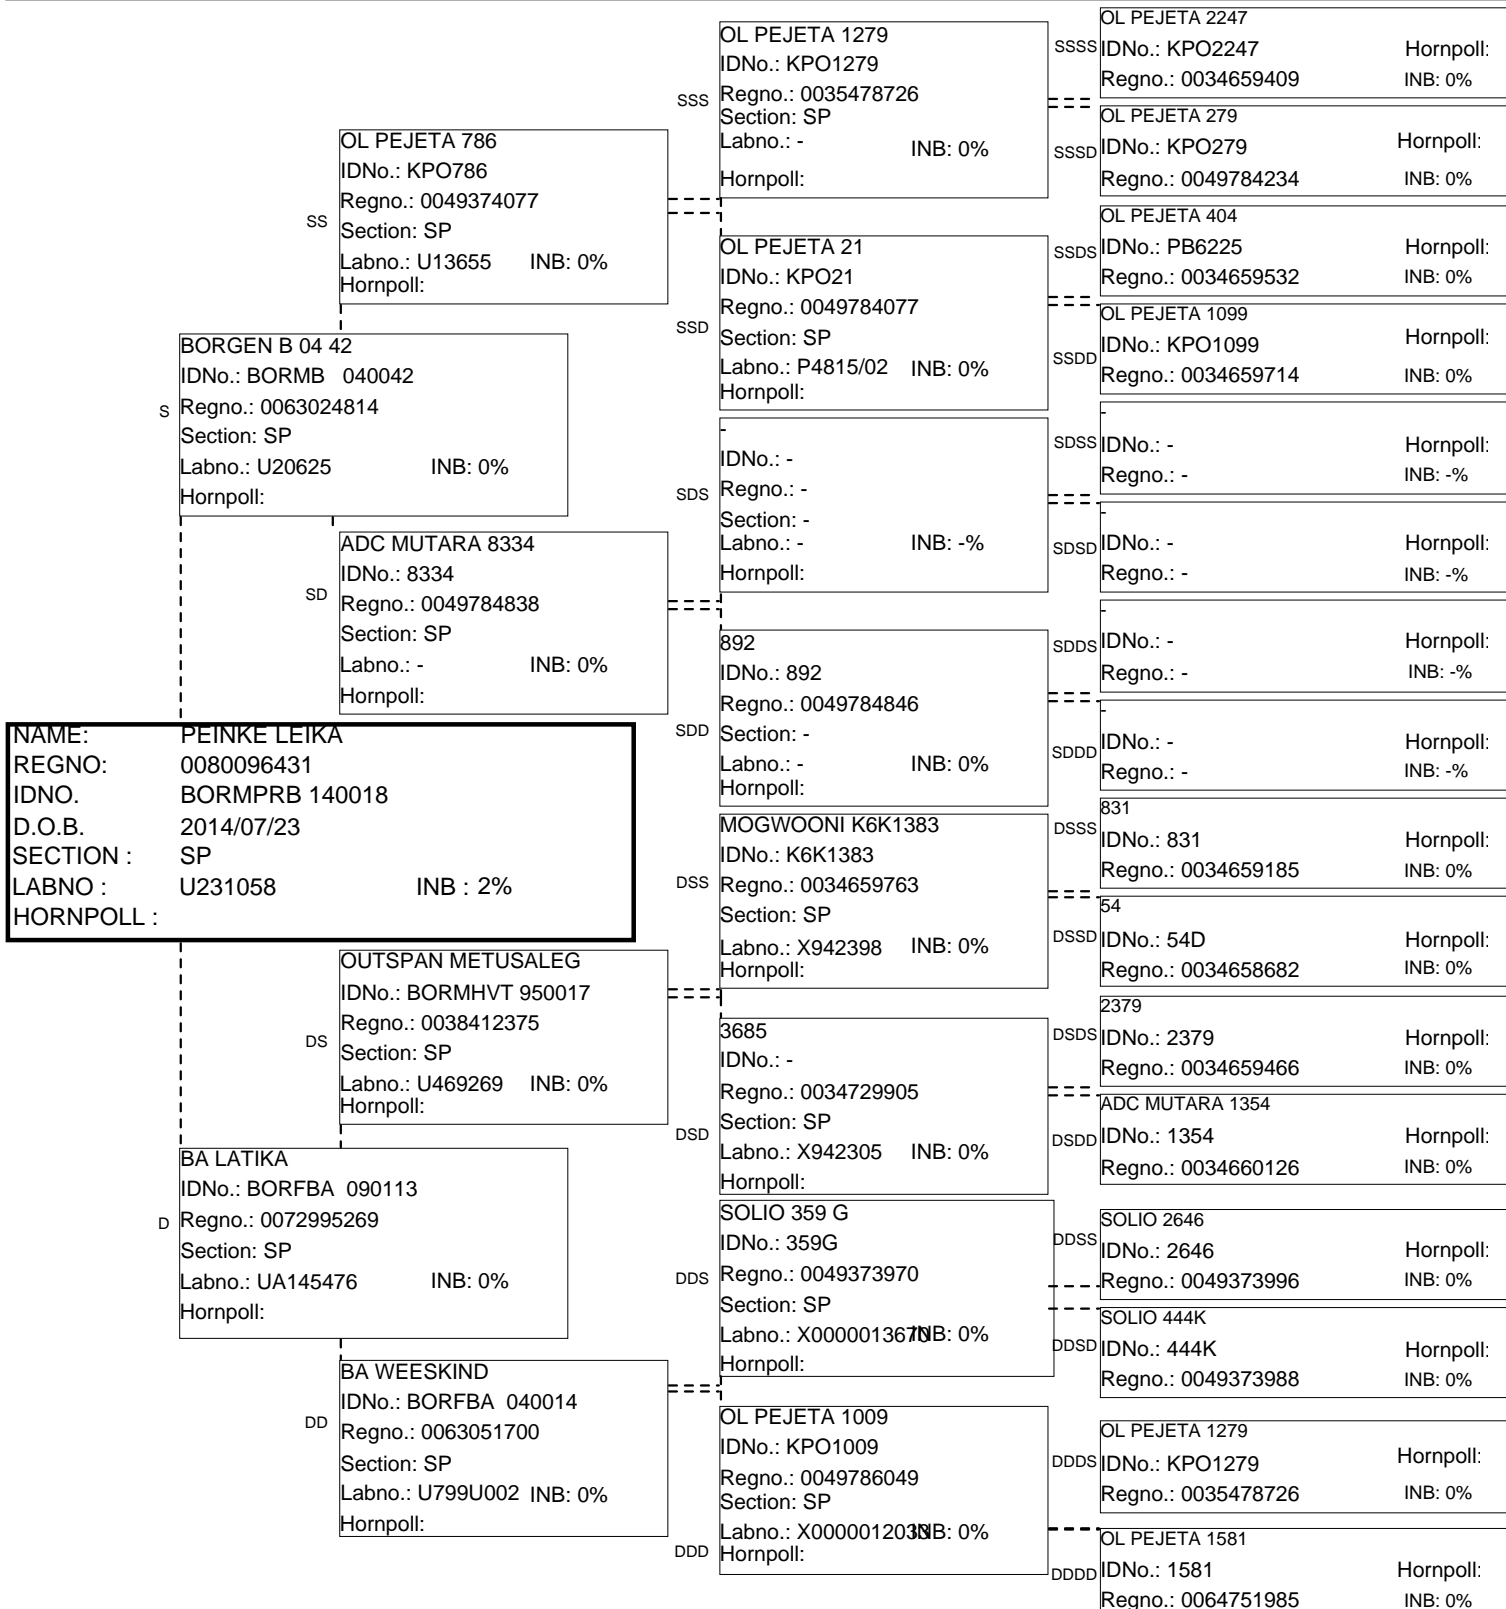 SS
OL PEJETA 786
IDNo.: KPO786
Regno.: 0049374077
Section: SP
Labno.: U13655 INB: 0%
Hornpoll:
S
BORGEN B 04 42
IDNo.: BORMB 040042
Regno.: 0063024814
Section: SP
Labno.: U20625 INB: 0%
Hornpoll:
SD
ADC MUTARA 8334
IDNo.: 8334
Regno.: 0049784838
Section: SP
Labno.: - INB: 0%
Hornpoll:
NAME: PEINKE LEIKA
REGNO: 0080096431
IDNO. BORMPRB 140018
D.O.B. 2014/07/23
SECTION : SP
LABNO : U231058 INB : 2%
HORNPOLL :
DS
OUTSPAN METUSALEG
IDNo.: BORMHVT 950017
Regno.: 0038412375
Section: SP
Labno.: U469269 INB: 0%
Hornpoll:
D
BA LATIKA
IDNo.: BORFBA 090113
Regno.: 0072995269
Section: SP
Labno.: UA145476 INB: 0%
Hornpoll:
DD
BA WEESKIND
IDNo.: BORFBA 040014
Regno.: 0063051700
Section: SP
Labno.: U799U002 INB: 0%
Hornpoll:
SSS
OL PEJETA 1279
IDNo.: KPO1279
Regno.: 0035478726
Section: SP
Labno.: - INB: 0%
Hornpoll:
SSD
OL PEJETA 21
IDNo.: KPO21
Regno.: 0049784077
Section: SP
Labno.: P4815/02 INB: 0%
Hornpoll:
SDS
-
IDNo.: -
Regno.: -
Section: -
Labno.: - INB: -%
Hornpoll:
SDD
892
IDNo.: 892
Regno.: 0049784846
Section: -
Labno.: - INB: 0%
Hornpoll:
DSS
MOGWOONI K6K1383
IDNo.: K6K1383
Regno.: 0034659763
Section: SP
Labno.: X942398 INB: 0%
Hornpoll:
DSD
3685
IDNo.: -
Regno.: 0034729905
Section: SP
Labno.: X942305 INB: 0%
Hornpoll:
DDS
SOLIO 359 G
IDNo.: 359G
Regno.: 0049373970
Section: SP
Labno.: INB: 0%
Hornpoll:
DDD
OL PEJETA 1009
IDNo.: KPO1009
Regno.: 0049786049
Section: SP
Labno.: INB: 0%
Hornpoll:
SSSS
OL PEJETA 2247
IDNo.: KPO2247 Hornpoll:
Regno.: 0034659409 INB: 0%
SSSD
OL PEJETA 279
IDNo.: KPO279 Hornpoll:
Regno.: 0049784234 INB: 0%
SSDS
OL PEJETA 404
IDNo.: PB6225 Hornpoll:
Regno.: 0034659532 INB: 0%
SSDD
OL PEJETA 1099
IDNo.: KPO1099 Hornpoll:
Regno.: 0034659714 INB: 0%
SDSS
-
IDNo.: - Hornpoll:
Regno.: - INB: -%
SDSD
-
IDNo.: - Hornpoll:
Regno.: - INB: -%
SDDS
-
IDNo.: - Hornpoll:
Regno.: - INB: -%
SDDD
-
IDNo.: - Hornpoll:
Regno.: - INB: -%
DSSS
831
IDNo.: 831 Hornpoll:
Regno.: 0034659185 INB: 0%
DSSD
54
IDNo.: 54D Hornpoll:
Regno.: 0034658682 INB: 0%
DSDS
2379
IDNo.: 2379 Hornpoll:
Regno.: 0034659466 INB: 0%
DSDD
ADC MUTARA 1354
IDNo.: 1354 Hornpoll:
Regno.: 0034660126 INB: 0%
DDSS
SOLIO 2646
IDNo.: 2646 Hornpoll:
Regno.: 0049373996 INB: 0%
DDSD
SOLIO 444K
IDNo.: 444K Hornpoll:
Regno.: 0049373988 INB: 0%
DDDS
OL PEJETA 1279
IDNo.: KPO1279 Hornpoll:
Regno.: 0035478726 INB: 0%
DDDD
OL PEJETA 1581
IDNo.: 1581 Hornpoll:
Regno.: 0064751985 INB: 0%